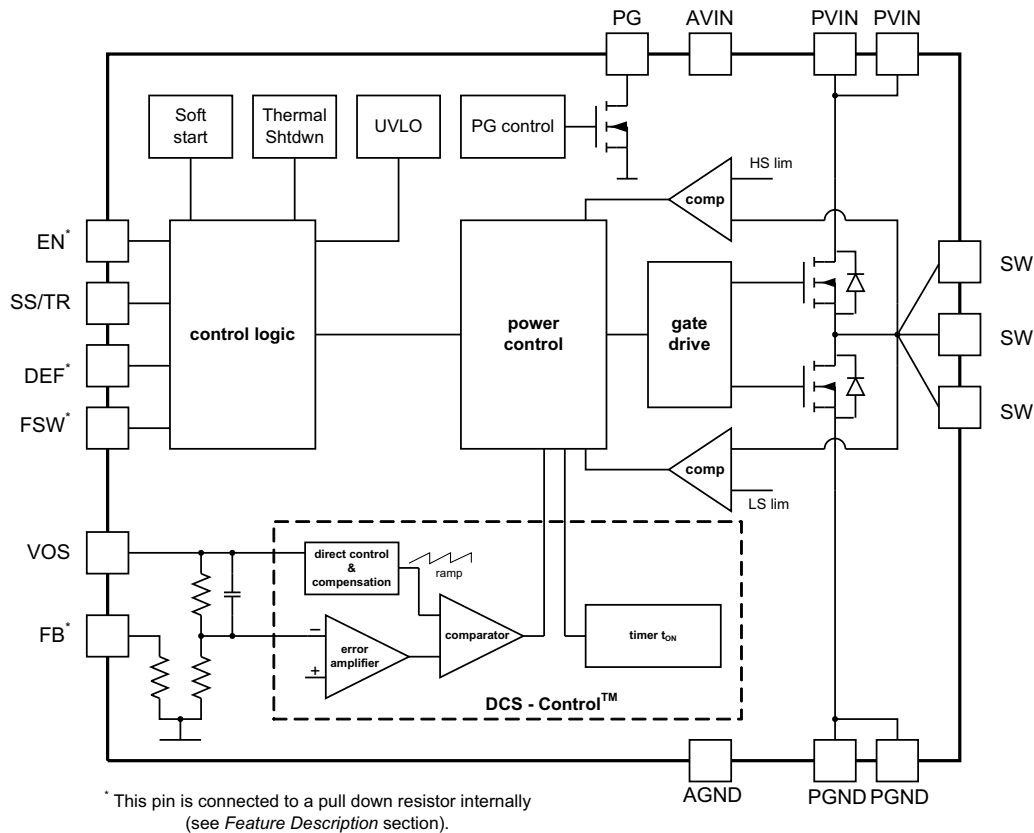 PG
AVIN
PVIN
PVIN
Soft
start
Thermal
Shtdwn
UVLO
PG control
HS lim
comp
EN*
SS/TR
DEF*
FSW*
control logic
power
control
gate
drive
SW
SW
SW
comp
LS lim
VOS
FB*
direct control
&
compensation
ramp
comparator
error
amplifier
–
+
timer tON
DCS - Control™
AGND
PGND
PGND
* This pin is connected to a pull down resistor internally
(see Feature Description section).